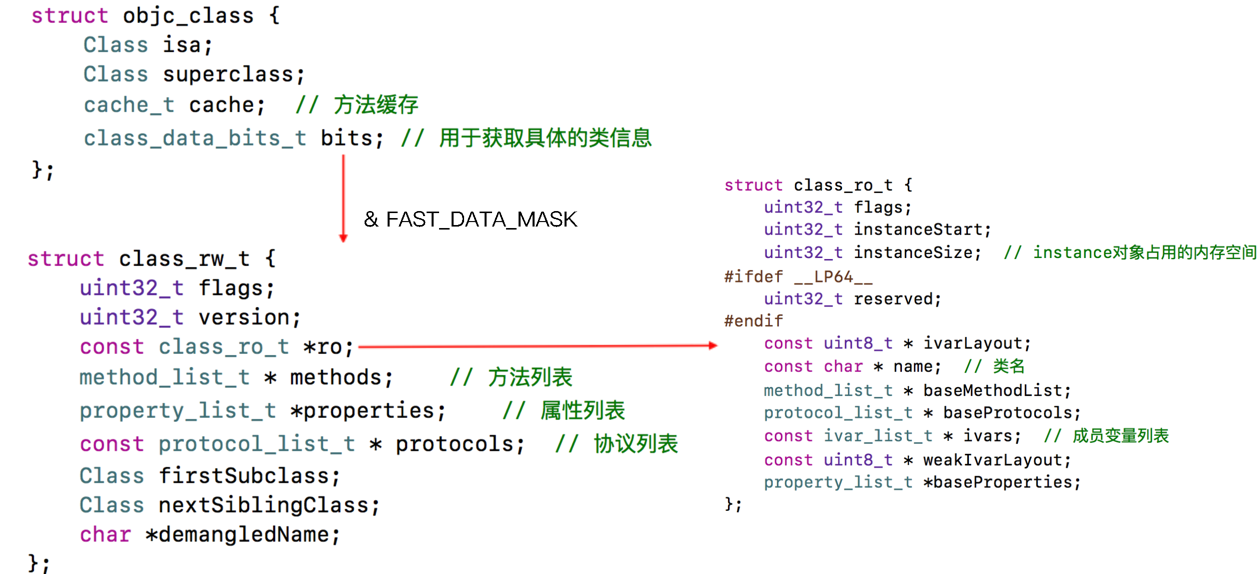 struct objc_class {
Class isa;
Class superclass;
cache_t cache; // 方法缓存
class_data_bits_t bits; // 用于获取具体的类信息
};
& FAST_DATA_MASK
struct class_rw_t {
uint32_t flags;
uint32_t version;
const class_ro_t *ro;
method_list_t * methods; // 方法列表
property_list_t *properties; // 属性列表
const protocol_list_t * protocols; // 协议列表
Class firstSubclass;
Class nextSiblingClass;
char *demangledName;
};
struct class_ro_t {
uint32_t flags;
uint32_t instanceStart;
uint32_t instanceSize; // instance对象占用的内存空间
#ifdef __LP64__
uint32_t reserved;
#endif
const uint8_t * ivarLayout;
const char * name; // 类名
method_list_t * baseMethodList;
protocol_list_t * baseProtocols;
const ivar_list_t * ivars; // 成员变量列表
const uint8_t * weakIvarLayout;
property_list_t *baseProperties;
};